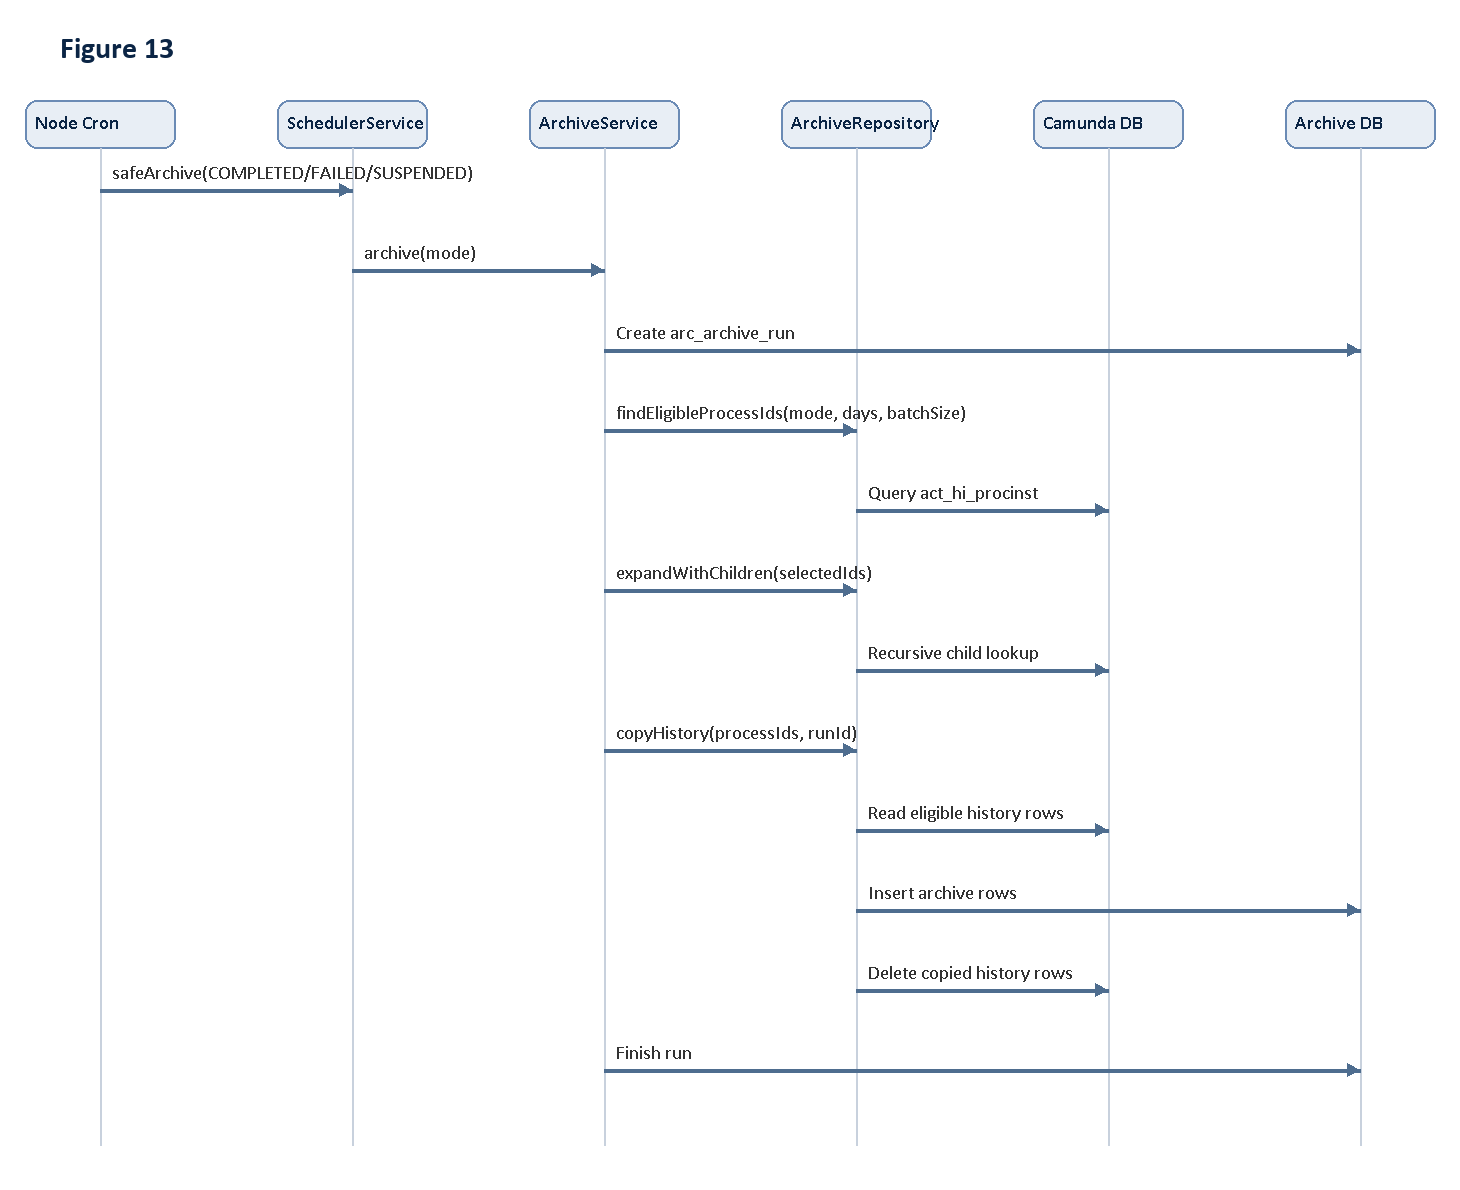 Figure 13
Node Cron
SchedulerService
ArchiveService
ArchiveRepository
Camunda DB
Archive DB
safeArchive(COMPLETED/FAILED/SUSPENDED)
archive(mode)
Create arc_archive_run
findEligibleProcessIds(mode, days, batchSize)
Query act_hi_procinst
expandWithChildren(selectedIds)
Recursive child lookup
copyHistory(processIds, runId)
Read eligible history rows
Insert archive rows
Delete copied history rows
Finish run